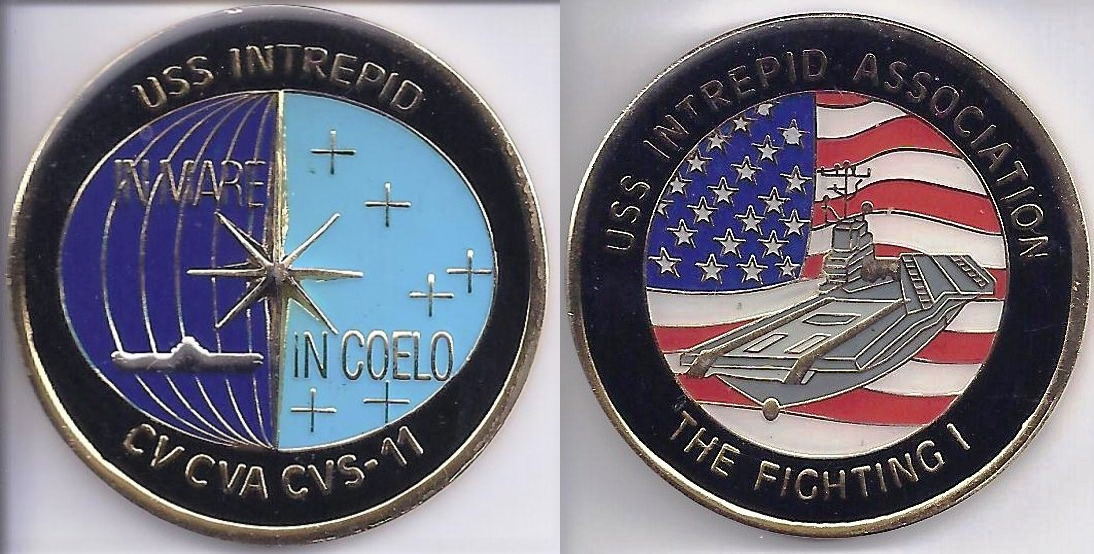 USS INTREPID
IN MARE
iN COELO
CV CVA CVS-11
USS INTREPID ASSOCIATION
THE FIGHTING I